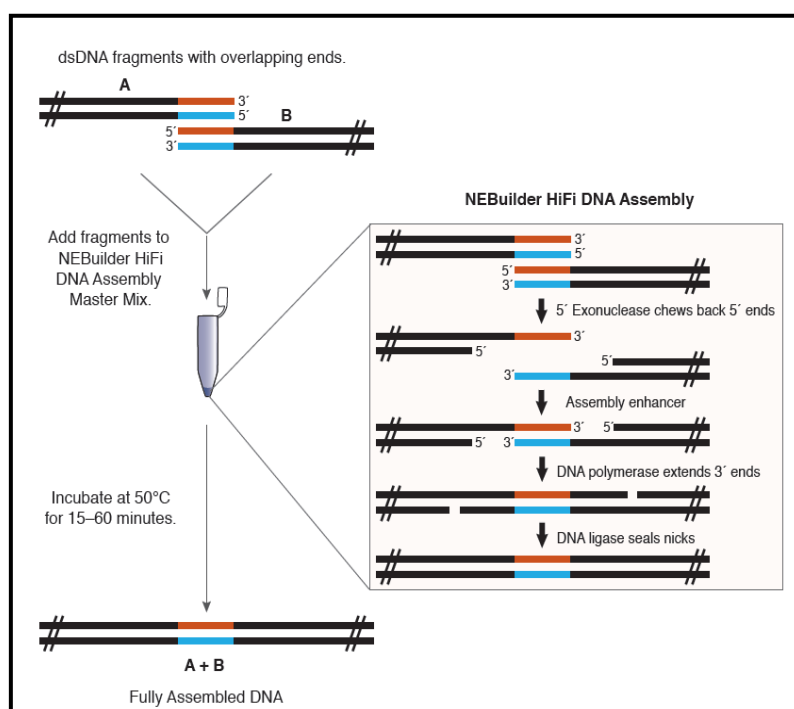 dsDNA fragments with overlapping ends.
A
3´
5´
5´
B
3´
Add fragments to
NEBuilder HiFi
DNA Assembly
Master Mix.
Incubate at 50°C
for 15–60 minutes.
A + B
Fully Assembled DNA
NEBuilder HiFi DNA Assembly
3´
5´
5´
3´
5´ Exonuclease chews back 5´ ends
3´
5´
5´
3´
Assembly enhancer
3´ 5´
5´ 3´
DNA polymerase extends 3´ ends
DNA ligase seals nicks